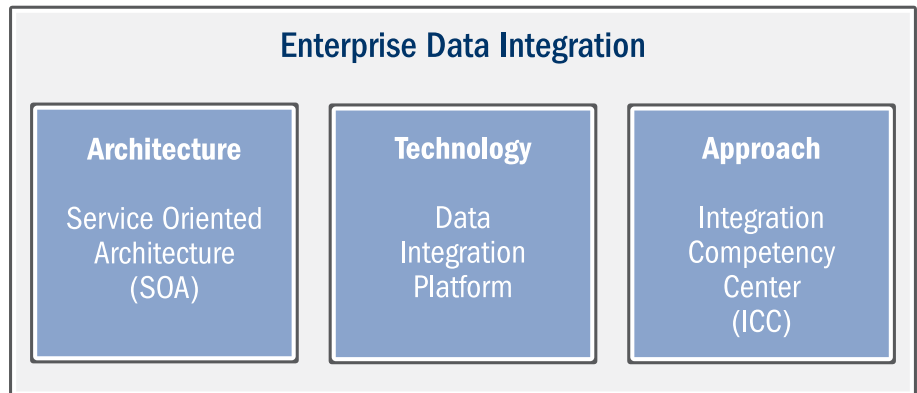 Enterprise Data Integration
Architecture
Service Oriented
Architecture
(SOA)
Technology
Data
Integration
Platform
Approach
Integration
Competency
Center
(ICC)